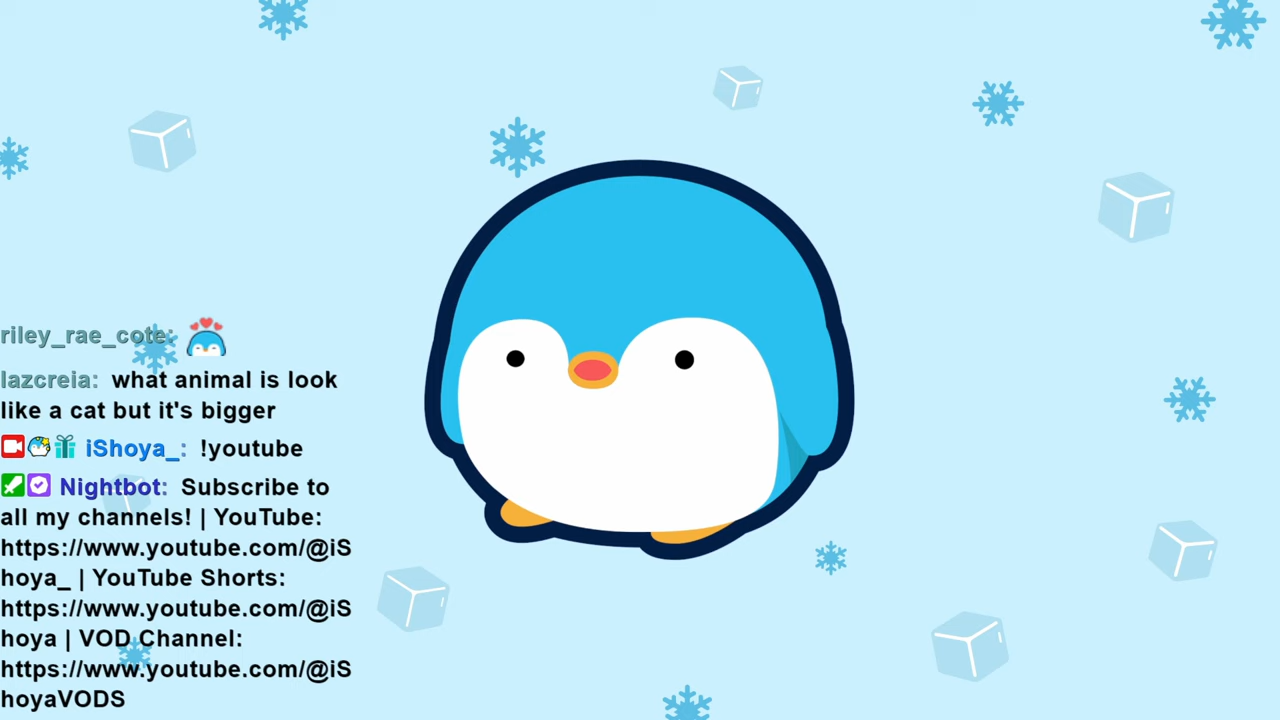 riley_rae_cote:
lazcreia: what animal is look
like a cat but it's bigger
iShoya_: !youtube
Nightbot: Subscribe to
all my channels! | YouTube:
https://www.youtube.com/@iS
hoya_ | YouTube Shorts:
https://www.youtube.com/@iS
hoya | VOD Channel:
https://www.youtube.com/@iS
hoyaVODS